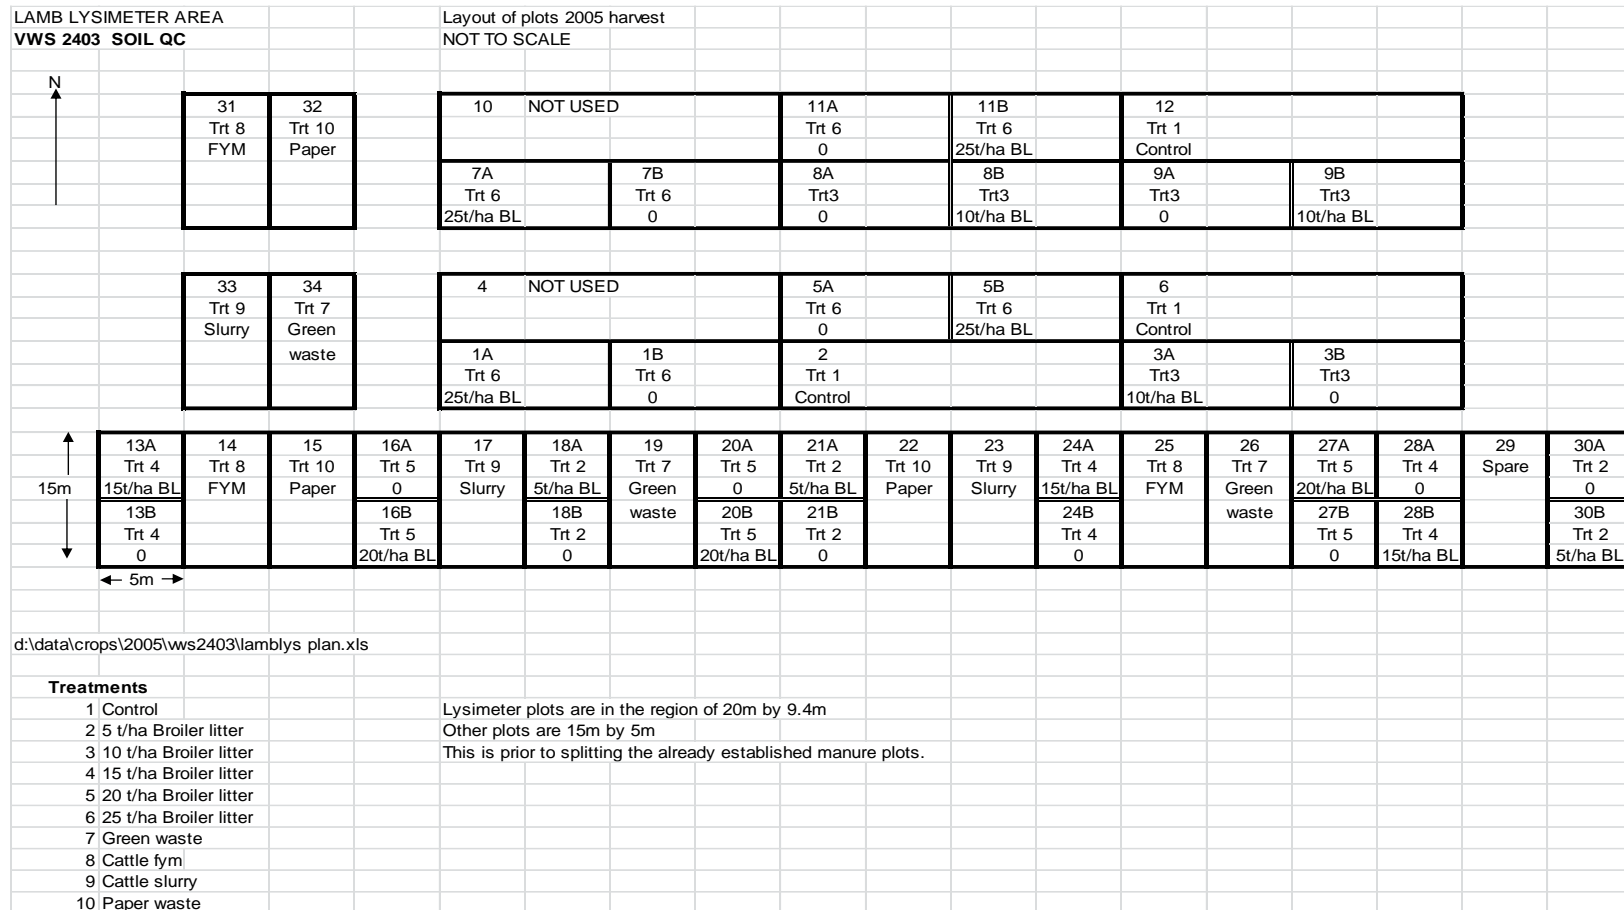 LAMB LYSIMETER AREA Layout of plots 2005 harvest
VWS 2403 SOIL QC NOT TO SCALE
N
31 32 10 NOT USED 11A 11B 12
Trt 8 Trt 10 Trt 6 Trt 6 Trt 1
FYM Paper 0 25t/ha BL Control
7A 7B 8A 8B 9A 9B
Trt 6 Trt 6 Trt3 Trt3 Trt3 Trt3
25t/ha BL 0 0 10t/ha BL 0 10t/ha BL
33 34 4 NOT USED 5A 5B 6
Trt 9 Trt 7 Trt 6 Trt 6 Trt 1
Slurry Green 0 25t/ha BL Control
waste 1A 1B 2 3A 3B
Trt 6 Trt 6 Trt 1 Trt3 Trt3
25t/ha BL 0 Control 10t/ha BL 0
13A 14 15 16A 17 18A 19 20A 21A 22 23 24A 25 26 27A 28A 29 30A
Trt 4 Trt 8 Trt 10 Trt 5 Trt 9 Trt 2 Trt 7 Trt 5 Trt 2 Trt 10 Trt 9 Trt 4 Trt 8 Trt 7 Trt 5 Trt 4 Spare Trt 2
15m 15t/ha BL FYM Paper 0 Slurry 5t/ha BL Green 0 5t/ha BL Paper Slurry 15t/ha BL FYM Green 20t/ha BL 0 0
13B 16B 18B waste 20B 21B 24B waste 27B 28B 30B
Trt 4 Trt 5 Trt 2 Trt 5 Trt 2 Trt 4 Trt 5 Trt 4 Trt 2
0 20t/ha BL 0 20t/ha BL 0 0 0 15t/ha BL 5t/ha BL
5m
d:\data\crops\2005\vws2403\lamblys plan.xls
Treatments
1 Control Lysimeter plots are in the region of 20m by 9.4m
2 5 t/ha Broiler litter Other plots are 15m by 5m
3 10 t/ha Broiler litter This is prior to splitting the already established manure plots.
4 15 t/ha Broiler litter
5 20 t/ha Broiler litter
6 25 t/ha Broiler litter
7 Green waste
8 Cattle fym
9 Cattle slurry
10 Paper waste